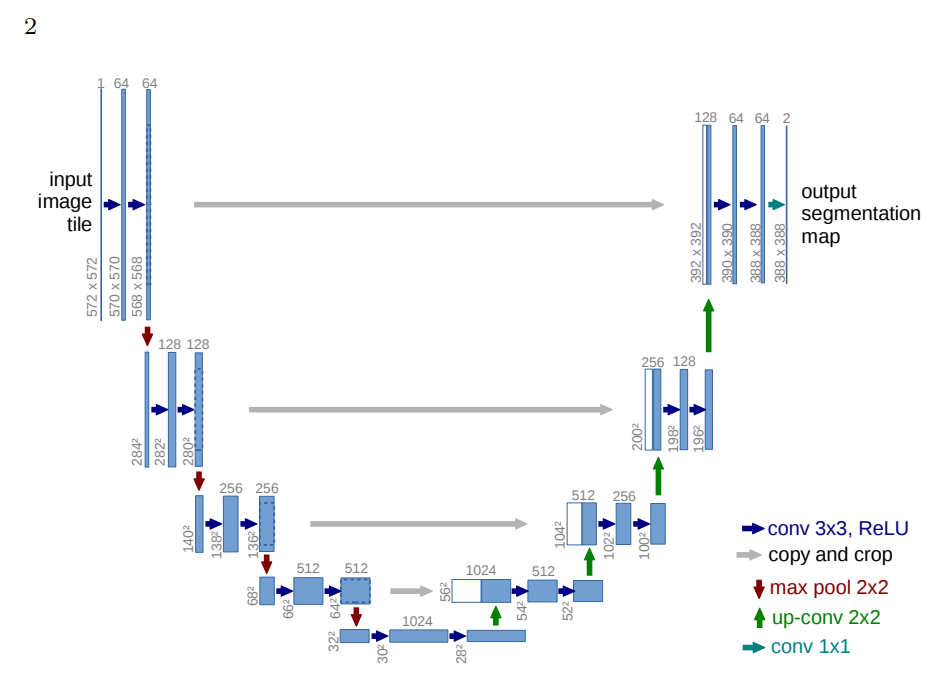 2
1 64 64
128 64 64 2
input
image
tile
output
segmentation
map
572 x 572
570 x 570
568 x 568
392 x 392
390 x 390
388 x 388
388 x 388
128 128
256 128
284²
282²
280²
200²
198²
196²
256 256
512 256
140²
138²
136²
104²
102²
100²
512 512
1024 512
68²
66²
64²
56²
54²
52²
1024
32²
30²
28²
conv 3x3, ReLU
copy and crop
max pool 2x2
up-conv 2x2
conv 1x1